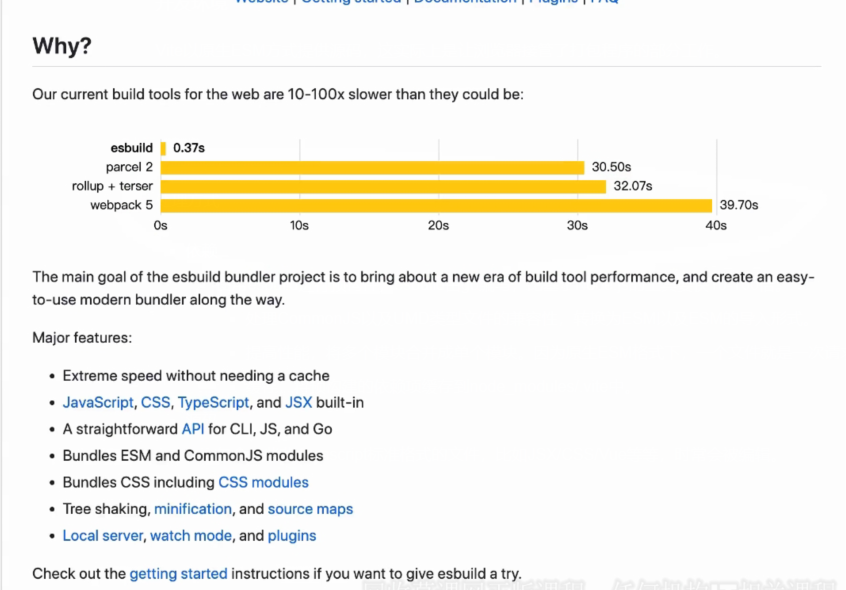 Website | Getting started | Documentation | Plugins | FAQ
Why?
Our current build tools for the web are 10-100x slower than they could be:
esbuild 0.37s
parcel 2 30.50s
rollup + terser 32.07s
webpack 5 39.70s
0s 10s 20s 30s 40s
The main goal of the esbuild bundler project is to bring about a new era of build tool performance, and create an easy-
to-use modern bundler along the way.
Major features:
• Extreme speed without needing a cache
• JavaScript, CSS, TypeScript, and JSX built-in
• A straightforward API for CLI, JS, and Go
• Bundles ESM and CommonJS modules
• Bundles CSS including CSS modules
• Tree shaking, minification, and source maps
• Local server, watch mode, and plugins
Check out the getting started instructions if you want to give esbuild a try.